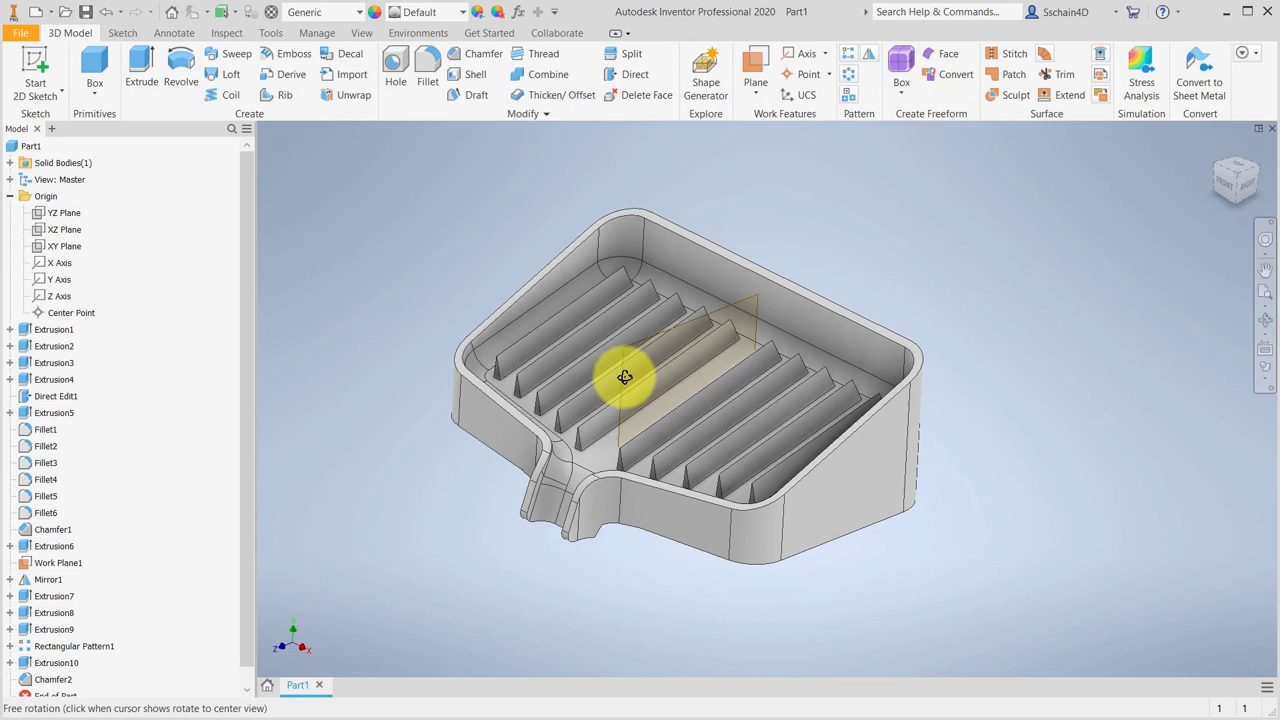 PRO
Generic
Default
Autodesk Inventor Professional 2020 Part1
Search Help & Commands...
Sschain4D
File
3D Model
Sketch
Annotate
Inspect
Tools
Manage
View
Environments
Get Started
Collaborate
Start
2D Sketch
Box
Extrude
Revolve
Sweep
Loft
Coil
Emboss
Derive
Rib
Decal
Import
Unwrap
Hole
Fillet
Chamfer
Shell
Draft
Thread
Combine
Thicken/ Offset
Split
Direct
Delete Face
Shape
Generator
Plane
Axis
Point
UCS
Box
Face
Convert
Stitch
Patch
Sculpt
Trim
Extend
Stress
Analysis
Convert to
Sheet Metal
Sketch
Primitives
Create
Modify
Explore
Work Features
Pattern
Create Freeform
Surface
Simulation
Convert
Model
Part1
Solid Bodies(1)
View: Master
Origin
YZ Plane
XZ Plane
XY Plane
X Axis
Y Axis
Z Axis
Center Point
Extrusion1
Extrusion2
Extrusion3
Extrusion4
Direct Edit1
Extrusion5
Fillet1
Fillet2
Fillet3
Fillet4
Fillet5
Fillet6
Chamfer1
Extrusion6
Work Plane1
Mirror1
Extrusion7
Extrusion8
Extrusion9
Rectangular Pattern1
Extrusion10
Chamfer2
End of Part
FRONT
RIGHT
Y
Z
X
Part1
Free rotation (click when cursor shows rotate to center view)
1
1